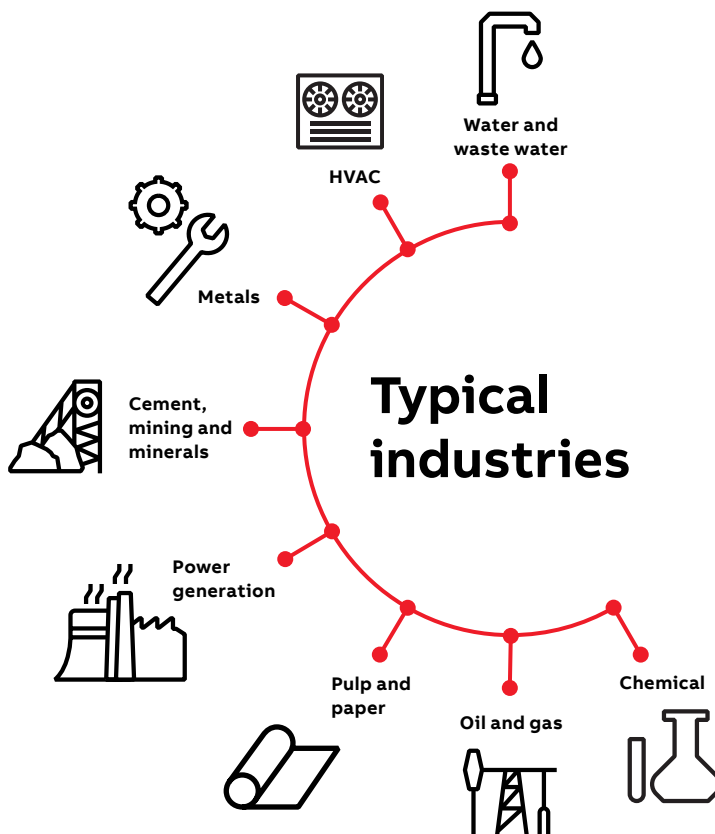 Water and
waste water
HVAC
Metals
Cement,
mining and
minerals
Typical
industries
Power
generation
Pulp and
paper
Oil and gas
Chemical